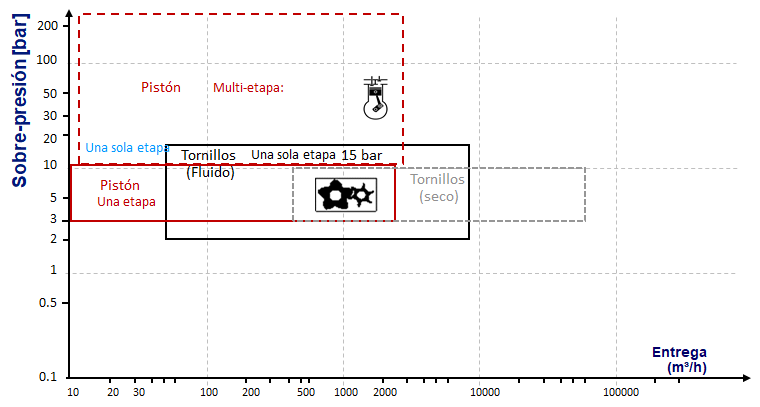 Sobre-presión [bar]
200
100
50
30
20
10
5
3
2
1
0.5
0.1
Pistón Multi-etapa:
Una sola etapa
Tornillos Una sola etapa 15 bar
(Fluido)
Pistón
Una etapa
Tornillos
(seco)
Entrega
(m³/h)
10 20 30 100 200 500 1000 2000 10000 100000